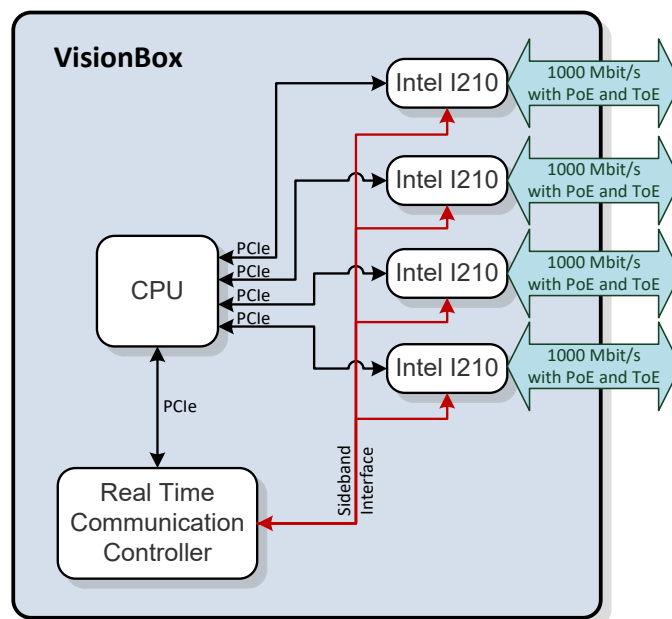 VisionBox
Intel I210
1000 Mbit/s
with PoE and ToE
Intel I210
1000 Mbit/s
with PoE and ToE
PCIe
PCIe
PCIe
PCIe
CPU
Intel I210
1000 Mbit/s
with PoE and ToE
Intel I210
1000 Mbit/s
with PoE and ToE
PCIe
Sideband
Interface
Real Time
Communication
Controller